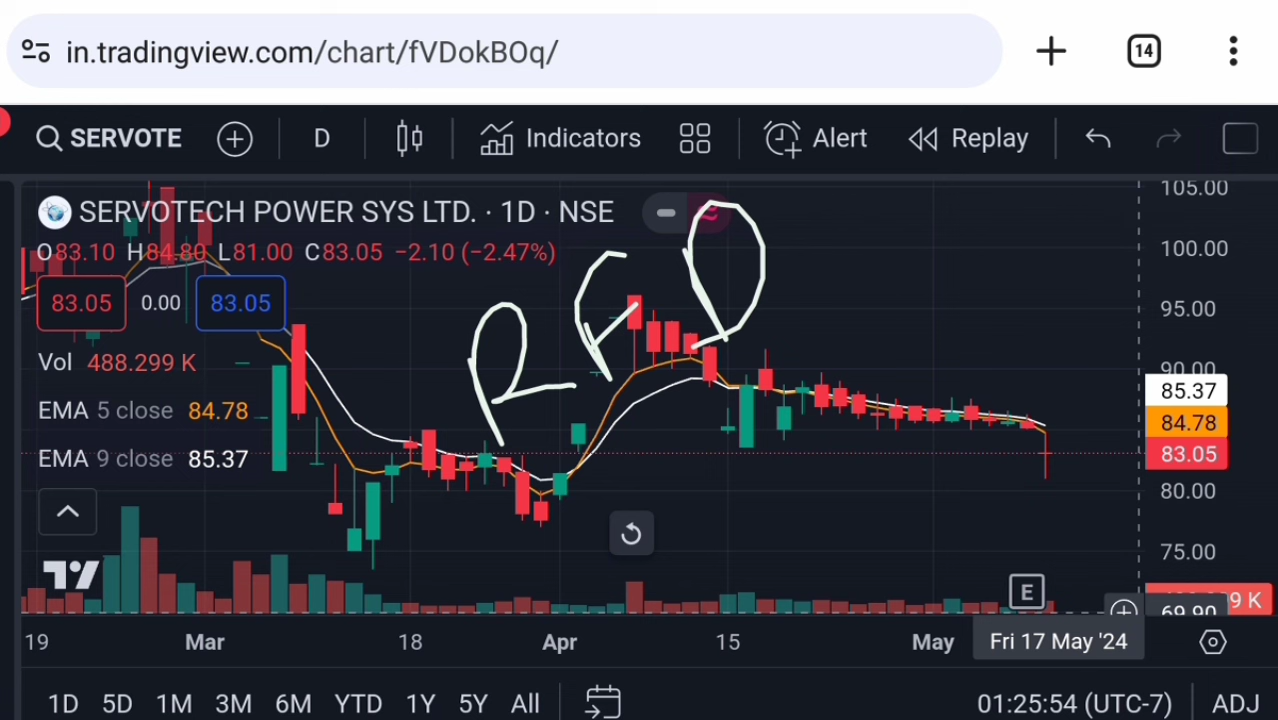 in.tradingview.com/chart/fVDokBOq/ 14
SERVOTE D Indicators Alert Replay
SERVOTECH POWER SYS LTD. · 1D · NSE
O83.10 H84.80 L81.00 C83.05 −2.10 (−2.47%)
83.05 0.00 83.05
Vol 488.299 K
EMA 5 close 84.78
EMA 9 close 85.37
105.00
100.00
95.00
90.00
85.37
84.78
83.05
80.00
75.00
9 K
69.90
E
19 Mar 18 Apr 15 May Fri 17 May '24
1D 5D 1M 3M 6M YTD 1Y 5Y All 01:25:54 (UTC-7) ADJ